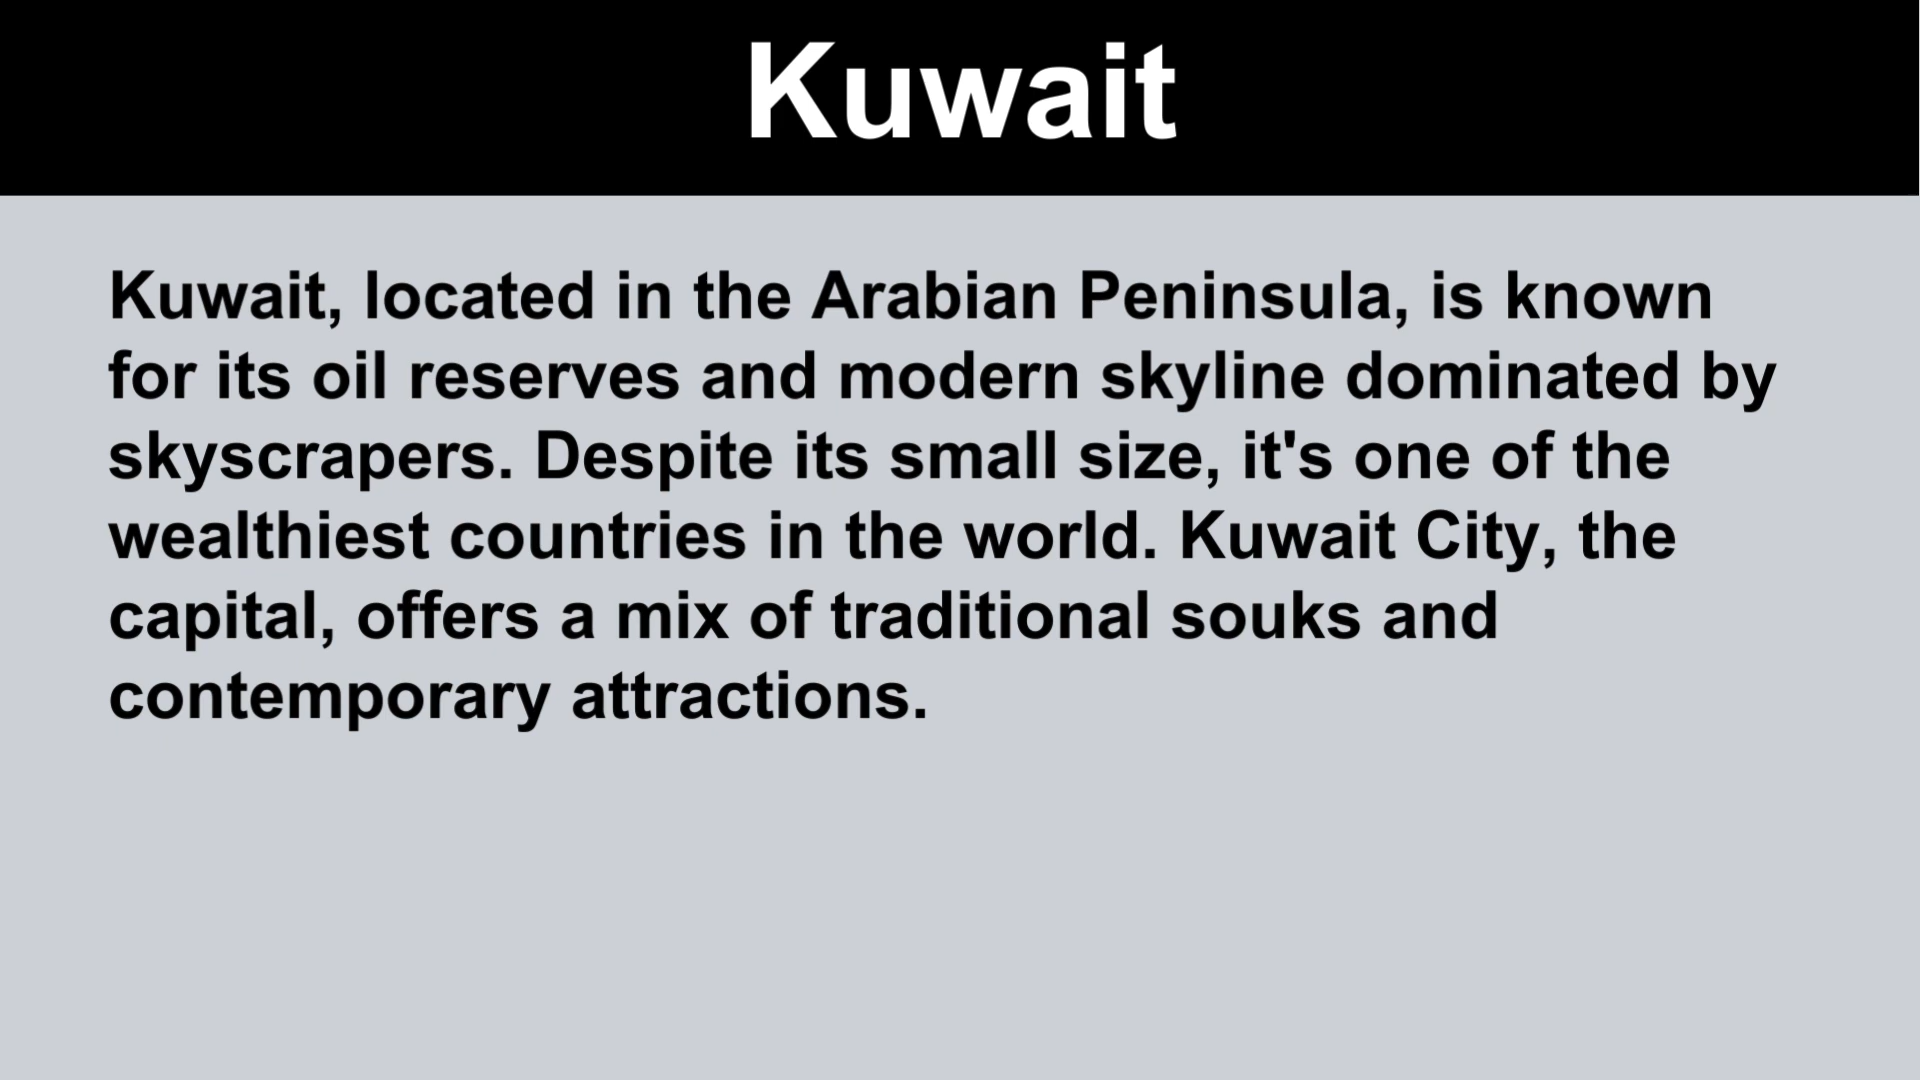 Kuwait
Kuwait, located in the Arabian Peninsula, is known
for its oil reserves and modern skyline dominated by
skyscrapers. Despite its small size, it's one of the
wealthiest countries in the world. Kuwait City, the
capital, offers a mix of traditional souks and
contemporary attractions.